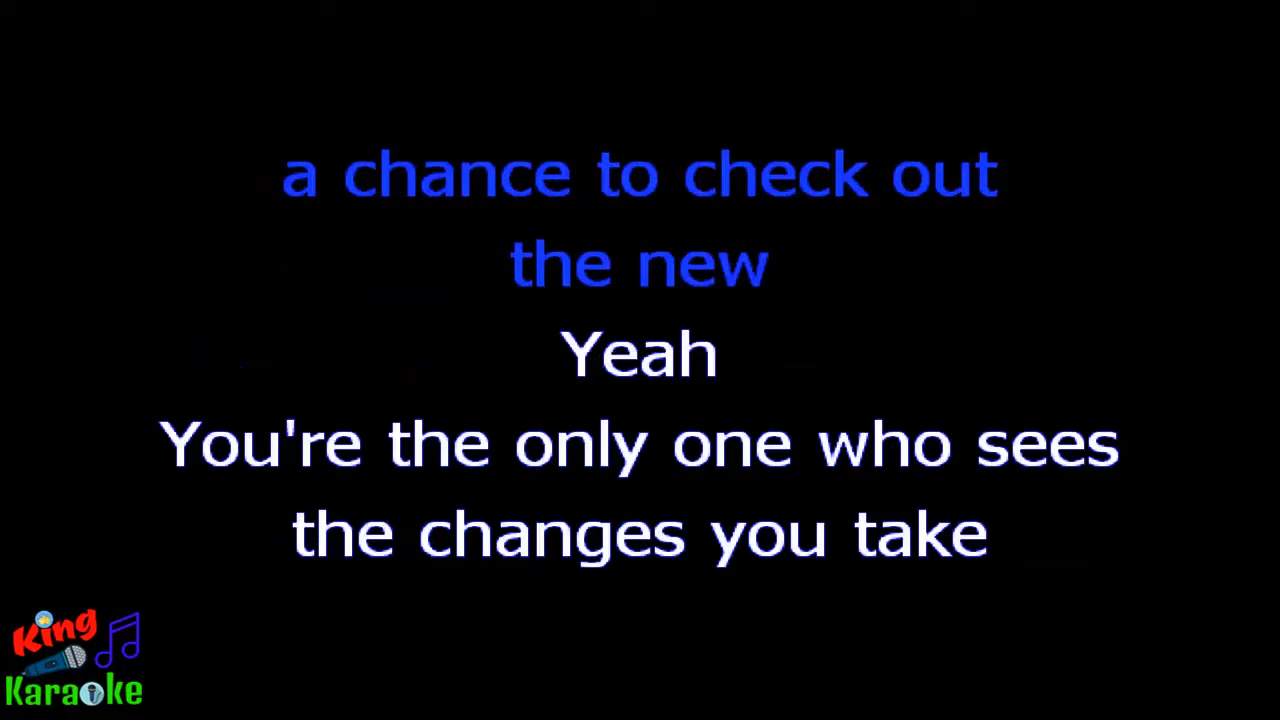 a chance to check out
the new
Yeah
You're the only one who sees
the changes you take
King
Karaoke